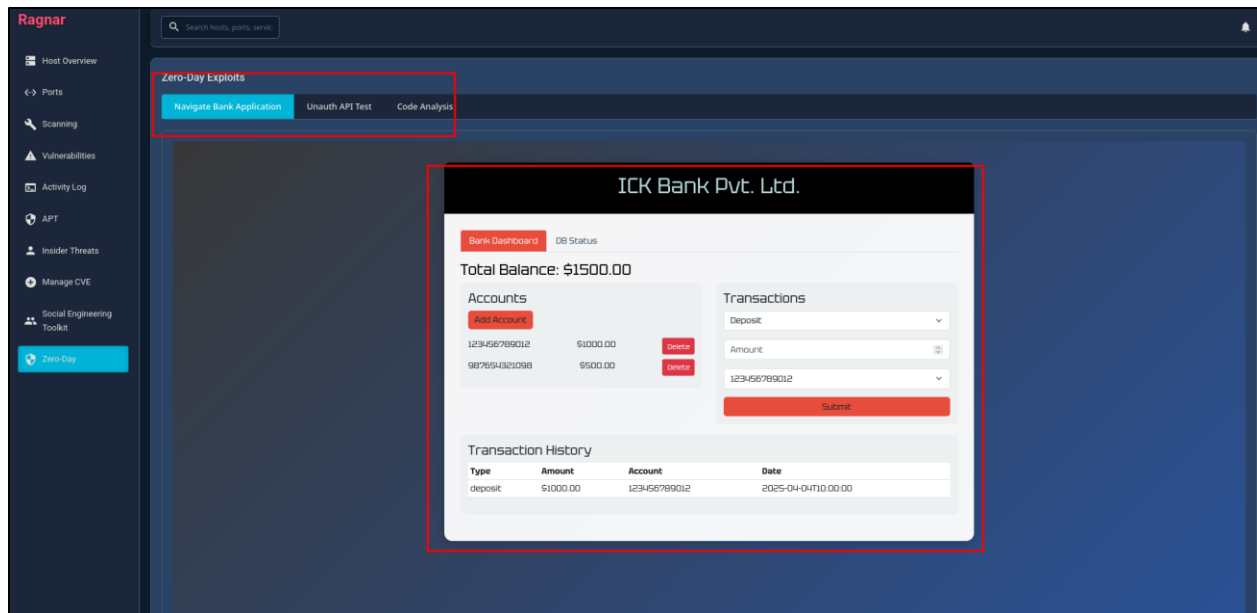 Ragnar
Search hosts, ports, servic
Host Overview
Ports
Scanning
Vulnerabilities
Activity Log
APT
Insider Threats
Manage CVE
Social Engineering
Toolkit
Zero-Day
Zero-Day Exploits
Navigate Bank Application Unauth API Test Code Analysis
ICK Bank Pvt. Ltd.
Bank Dashboard DB Status
Total Balance: $1500.00
Accounts
Add Account
123456789012 $1000.00 Delete
987654321098 $500.00 Delete
Transactions
Deposit
Amount
123456789012
Submit
Transaction History
Type Amount Account Date
deposit $1000.00 123456789012 2025-04-04T10:00:00